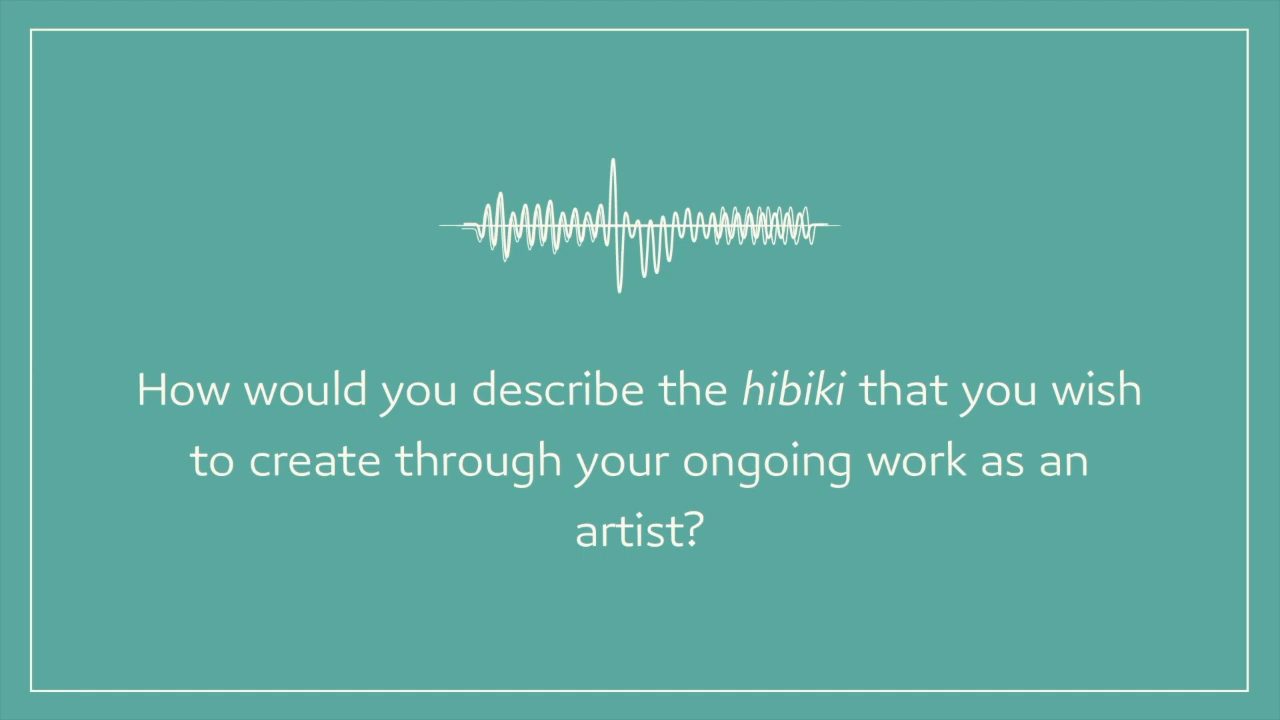 How would you describe the hibiki that you wish
to create through your ongoing work as an
artist?